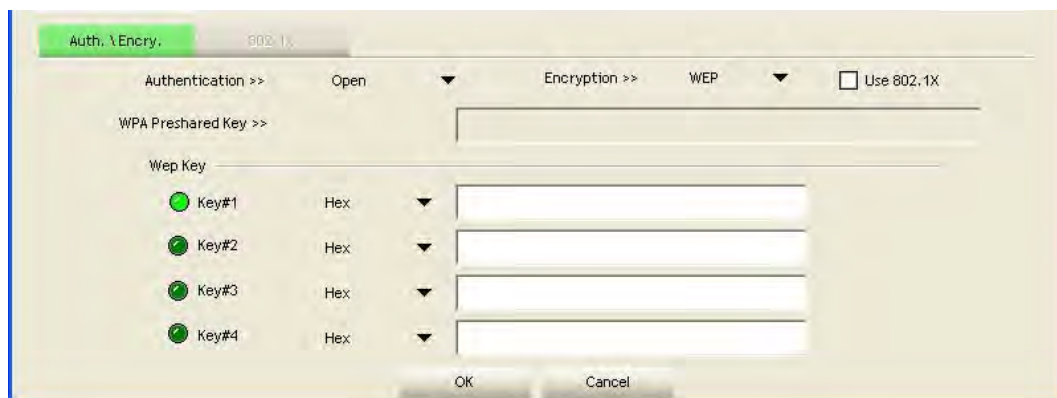 Auth. \ Encry. 802.1X
Authentication >> Open Encryption >> WEP Use 802.1X
WPA Preshared Key >>
Wep Key
Key#1 Hex
Key#2 Hex
Key#3 Hex
Key#4 Hex
OK Cancel